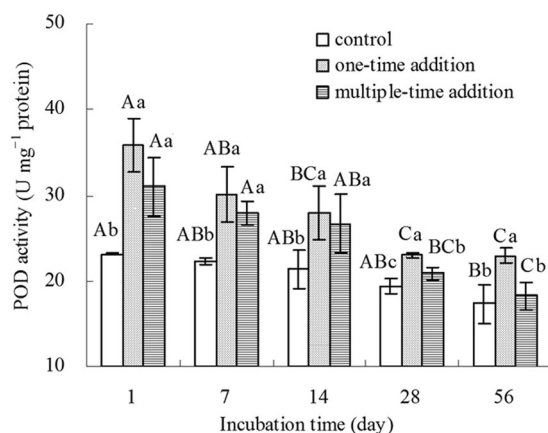 50
40
30
20
10
POD activity (U mg⁻¹ protein)
control
one-time addition
multiple-time addition
Ab Aa Aa
ABb ABa Aa
ABb BCa ABa
ABc Ca BCb
Bb Ca Cb
1 7 14 28 56
Incubation time (day)